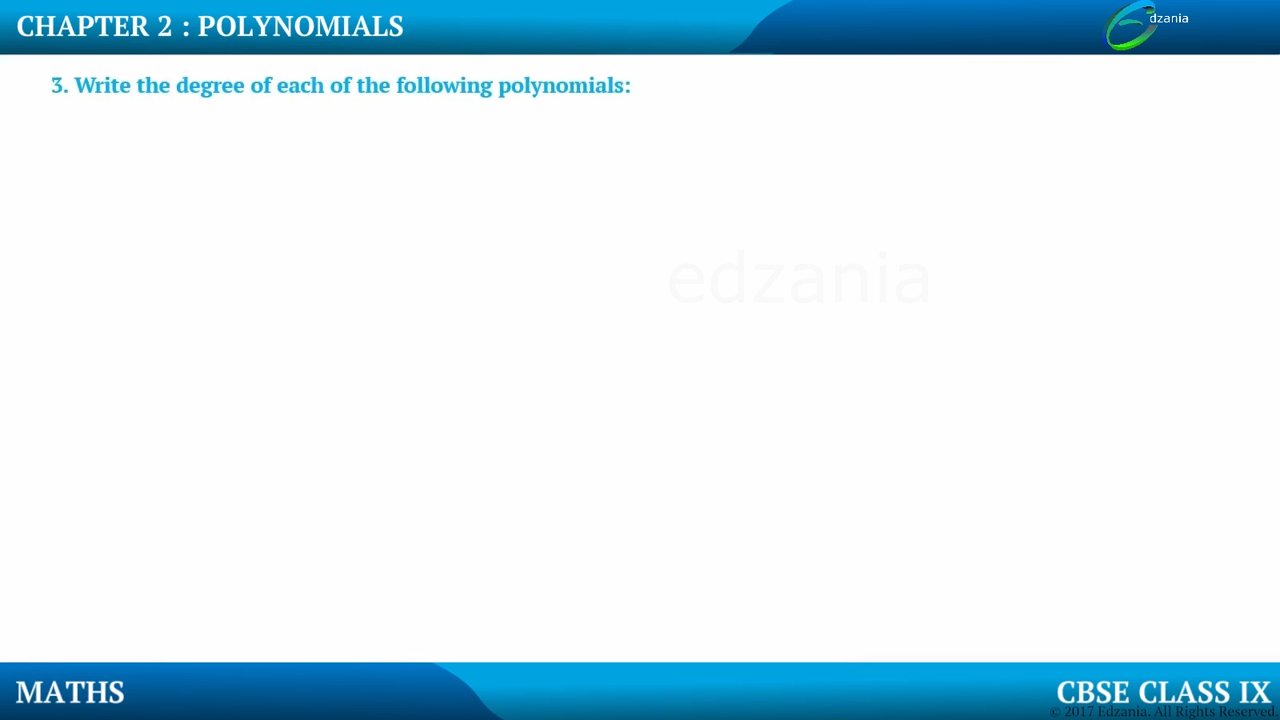 CHAPTER 2 : POLYNOMIALS
dzania
3. Write the degree of each of the following polynomials:
edzania
MATHS
CBSE CLASS IX
© 2017 Edzania. All Rights Reserved.